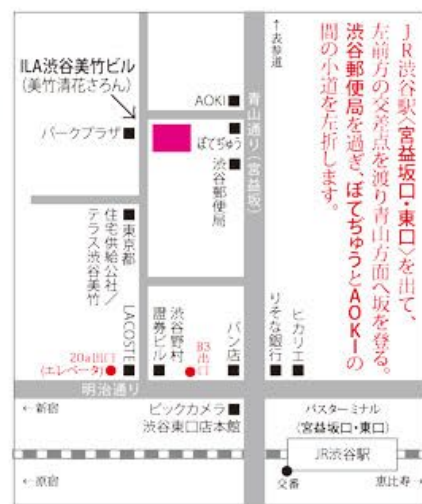 JR渋谷駅〈宮益坂口・東口〉を出て、
左前方の交差点を渡り青山方面へ坂を登る。
渋谷郵便局を過ぎ、ぼてぢゅうとAOKIの
間の小道を左折します。
↑表参道
青山通り(宮益坂)
AOKI
ILA渋谷美竹ビル
(美竹清花さろん)
パークプラザ
ぼてぢゅう
渋谷郵便局
東京都
住宅供給公社/
テラス渋谷美竹
LACOSTE
20a出口
(エレベータ)
渋谷野村
證券ビル
B3
出口
パン店
りそな銀行
ヒカリエ
明治通り
←新宿
ビックカメラ
渋谷東口店本館
バスターミナル
(宮益坂口・東口)
JR渋谷駅
←原宿
交番
恵比寿→